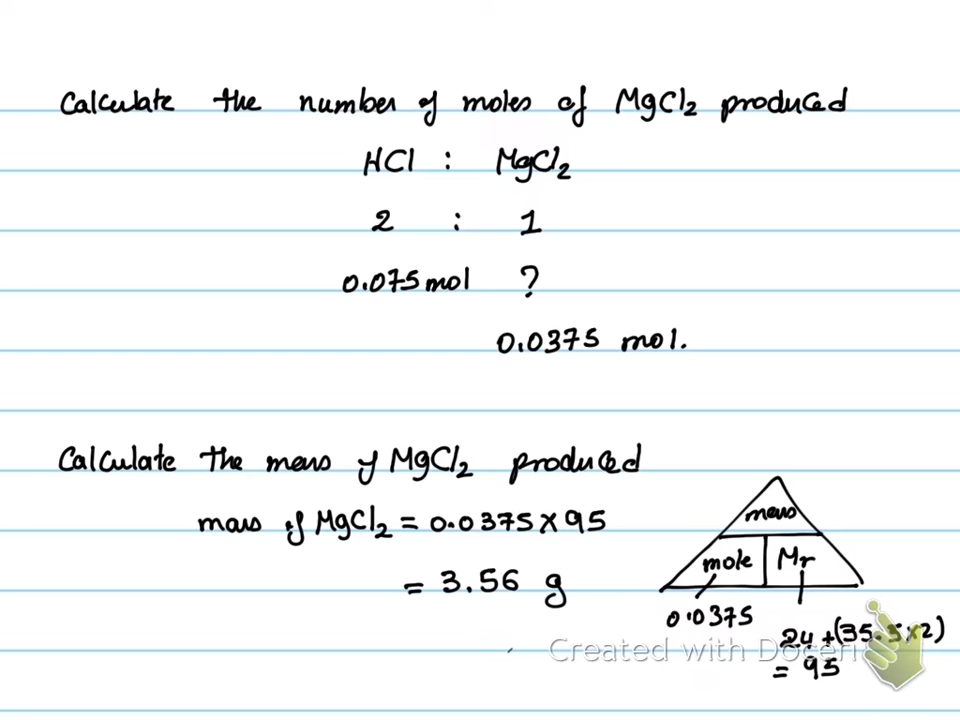 Calculate the number of moles of MgCl₂ produced
HCl : MgCl₂
2 : 1
0.075 mol ?
0.0375 mol.
Calculate the mass of MgCl₂ produced
mass of MgCl₂ = 0.0375 × 95
= 3.56 g
mass
mole Mr
0.0375
24 + (35.5×2)
= 95
Created with Doceri